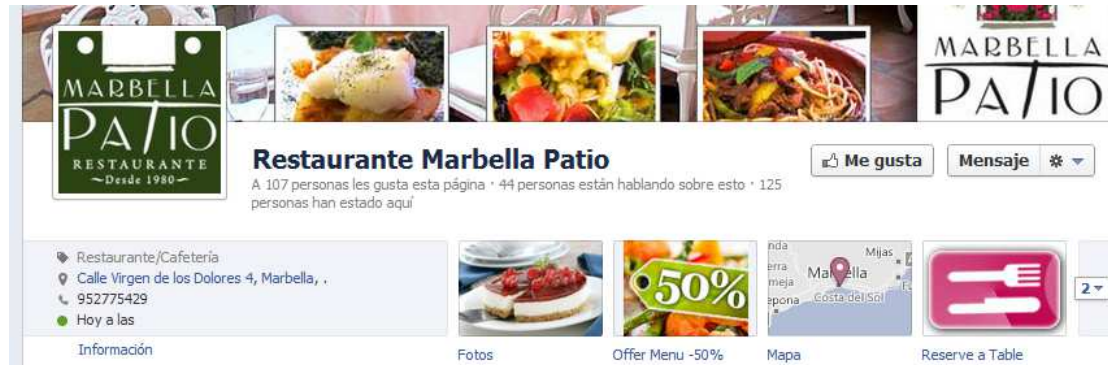 MARBELLA
PATIO
RESTAURANTE
~Desde 1980~
MARBELLA
PATIO
Restaurante Marbella Patio
A 107 personas les gusta esta página · 44 personas están hablando sobre esto · 125
personas han estado aquí
Me gusta
Mensaje
Restaurante/Cafetería
Calle Virgen de los Dolores 4, Marbella, , .
952775429
Hoy a las
Información
Fotos
50%
Offer Menu -50%
Mijas
Marbella
Costa del Sol
Mapa
Reserve a Table
2